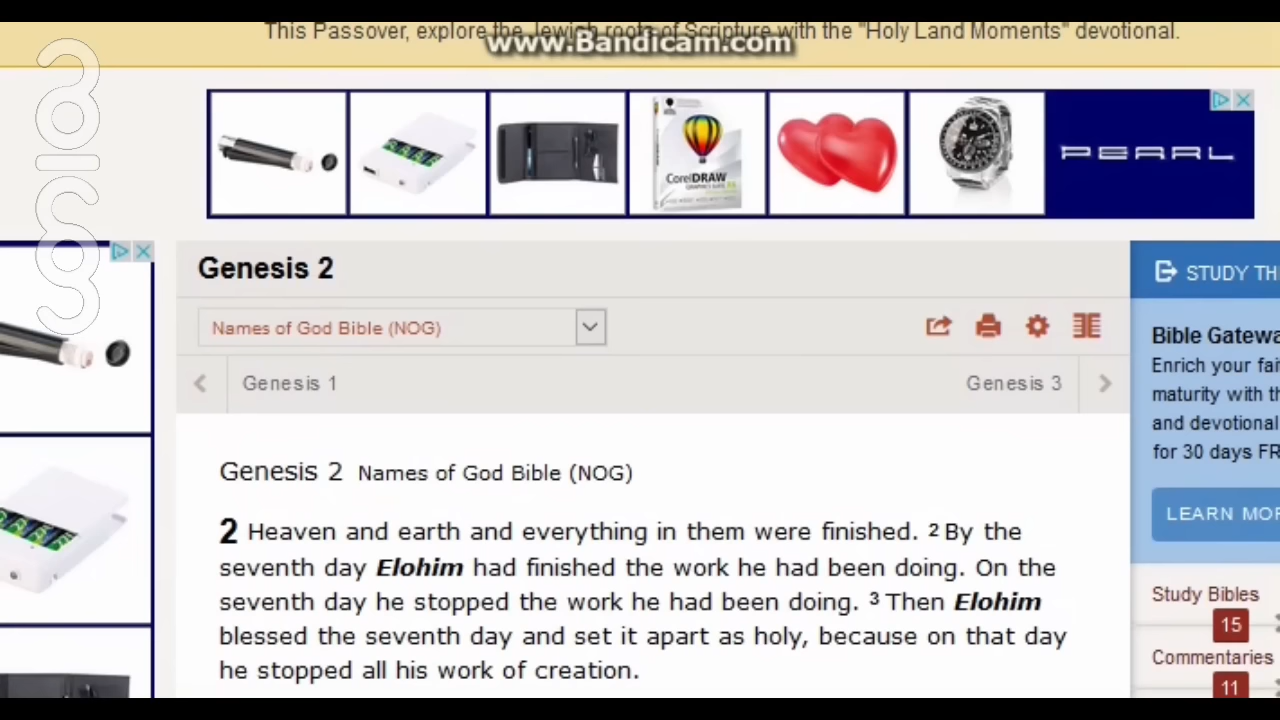 This Passover, explore the Jewish roots of Scripture with the "Holy Land Moments" devotional.
www.Bandicam.com
CorelDRAW
PEARL
Genesis 2
STUDY TH
Names of God Bible (NOG)
Bible Gatewa
Enrich your fai
Genesis 1
Genesis 3
maturity with th
and devotional
for 30 days FR
Genesis 2 Names of God Bible (NOG)
LEARN MOR
2 Heaven and earth and everything in them were finished. 2 By the
seventh day Elohim had finished the work he had been doing. On the
seventh day he stopped the work he had been doing. 3 Then Elohim
blessed the seventh day and set it apart as holy, because on that day
he stopped all his work of creation.
Study Bibles
15
Commentaries
11